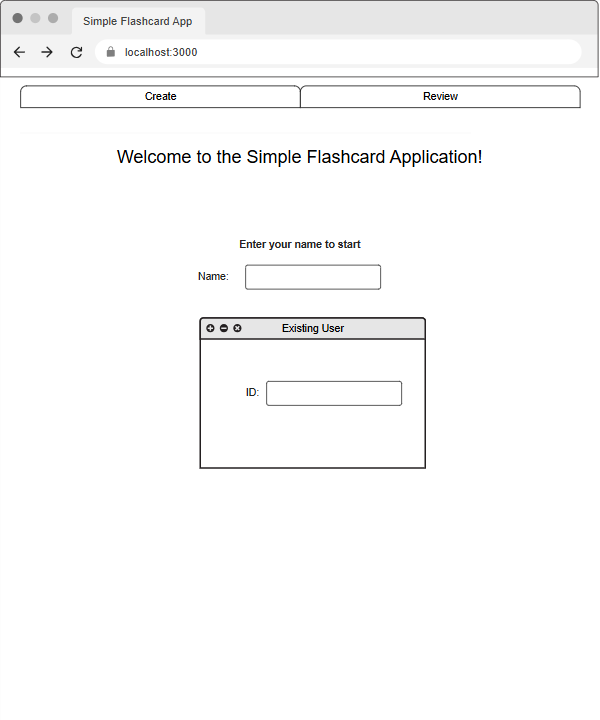 Simple Flashcard App
localhost:3000
Create Review
Welcome to the Simple Flashcard Application!
Enter your name to start
Name:
Existing User
ID: